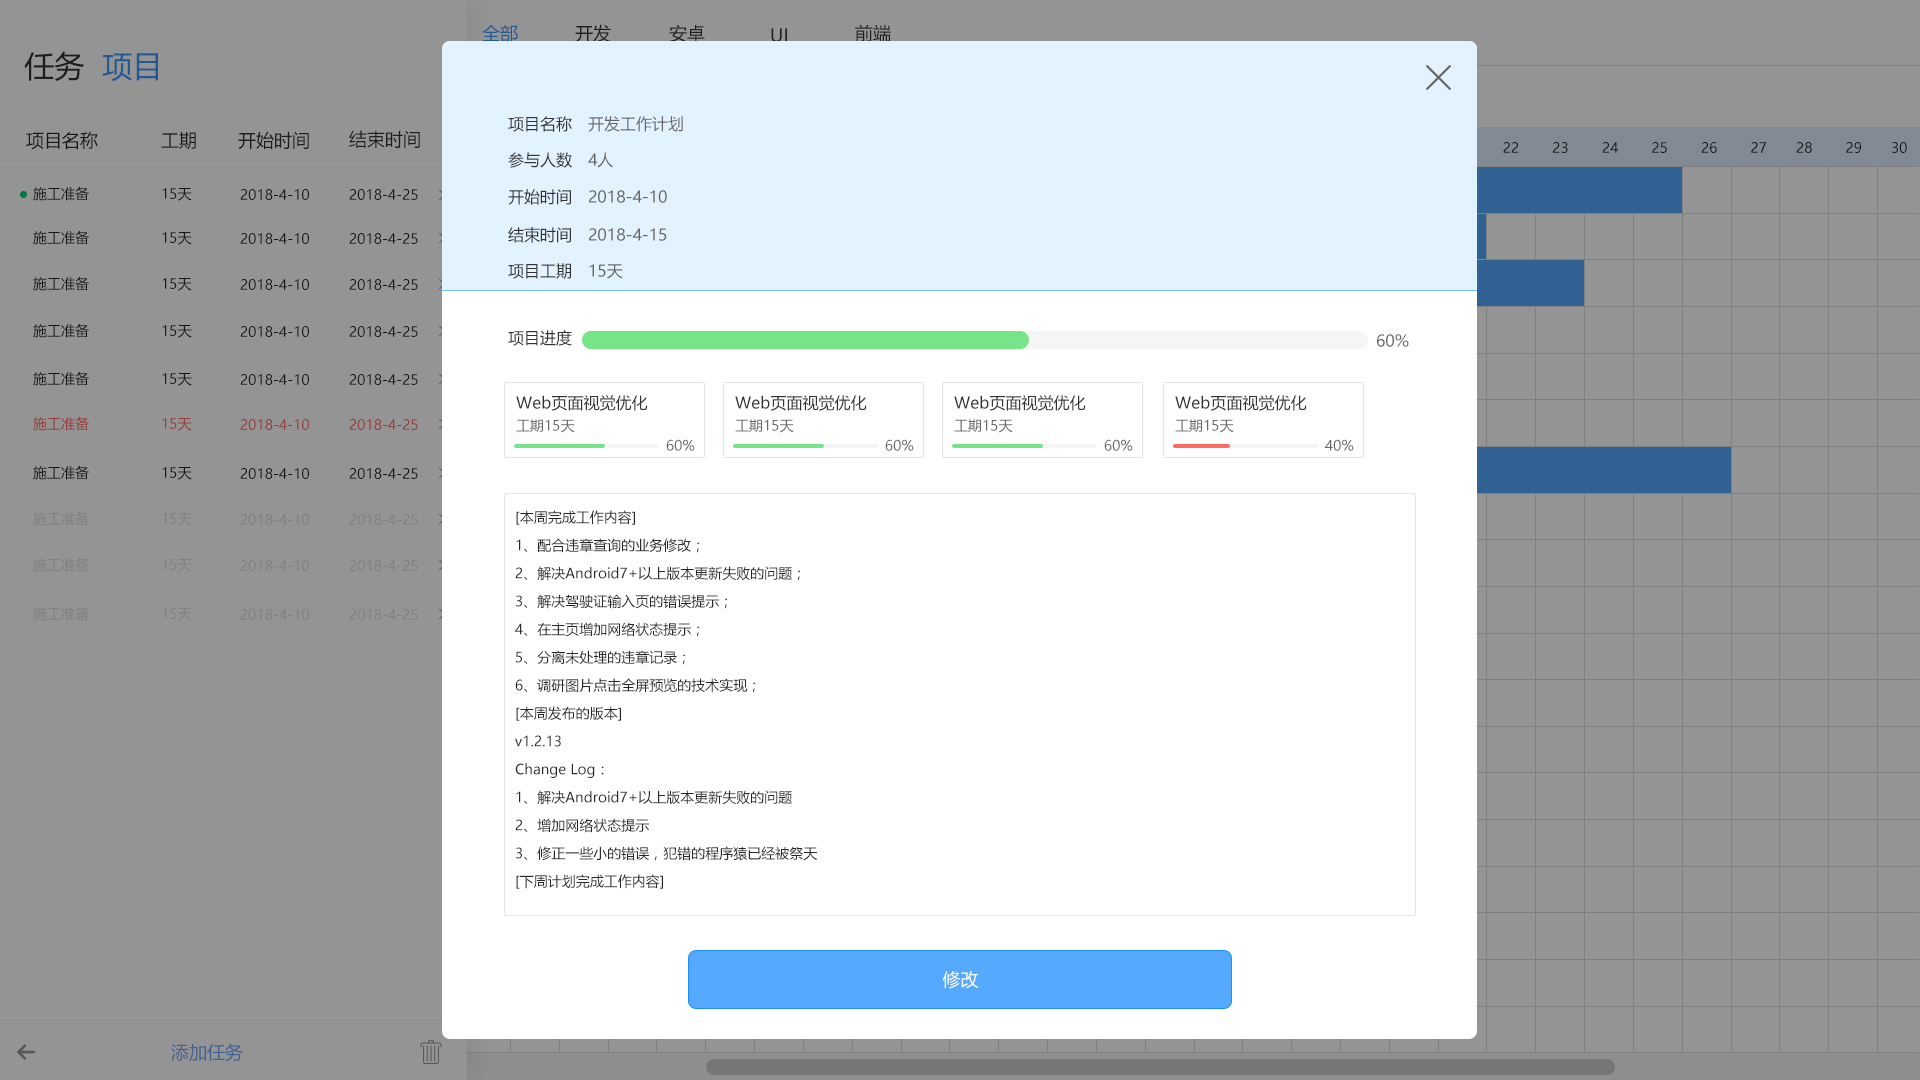 全部 开发 安卓 UI 前端
任务 项目
项目名称 工期 开始时间 结束时间
施工准备 15天 2018-4-10 2018-4-25
施工准备 15天 2018-4-10 2018-4-25
施工准备 15天 2018-4-10 2018-4-25
施工准备 15天 2018-4-10 2018-4-25
施工准备 15天 2018-4-10 2018-4-25
施工准备 15天 2018-4-10 2018-4-25
施工准备 15天 2018-4-10 2018-4-25
施工准备 15天 2018-4-10 2018-4-25
施工准备 15天 2018-4-10 2018-4-25
施工准备 15天 2018-4-10 2018-4-25
添加任务
项目名称 开发工作计划
参与人数 4人
开始时间 2018-4-10
结束时间 2018-4-15
项目工期 15天
项目进度 60%
Web页面视觉优化
工期15天
60%
Web页面视觉优化
工期15天
60%
Web页面视觉优化
工期15天
60%
Web页面视觉优化
工期15天
40%
[本周完成工作内容]
1、配合违章查询的业务修改；
2、解决Android7+以上版本更新失败的问题；
3、解决驾驶证输入页的错误提示；
4、在主页增加网络状态提示；
5、分离未处理的违章记录；
6、调研图片点击全屏预览的技术实现；
[本周发布的版本]
v1.2.13
Change Log：
1、解决Android7+以上版本更新失败的问题
2、增加网络状态提示
3、修正一些小的错误，犯错的程序猿已经被祭天
[下周计划完成工作内容]
修改
22 23 24 25 26 27 28 29 30